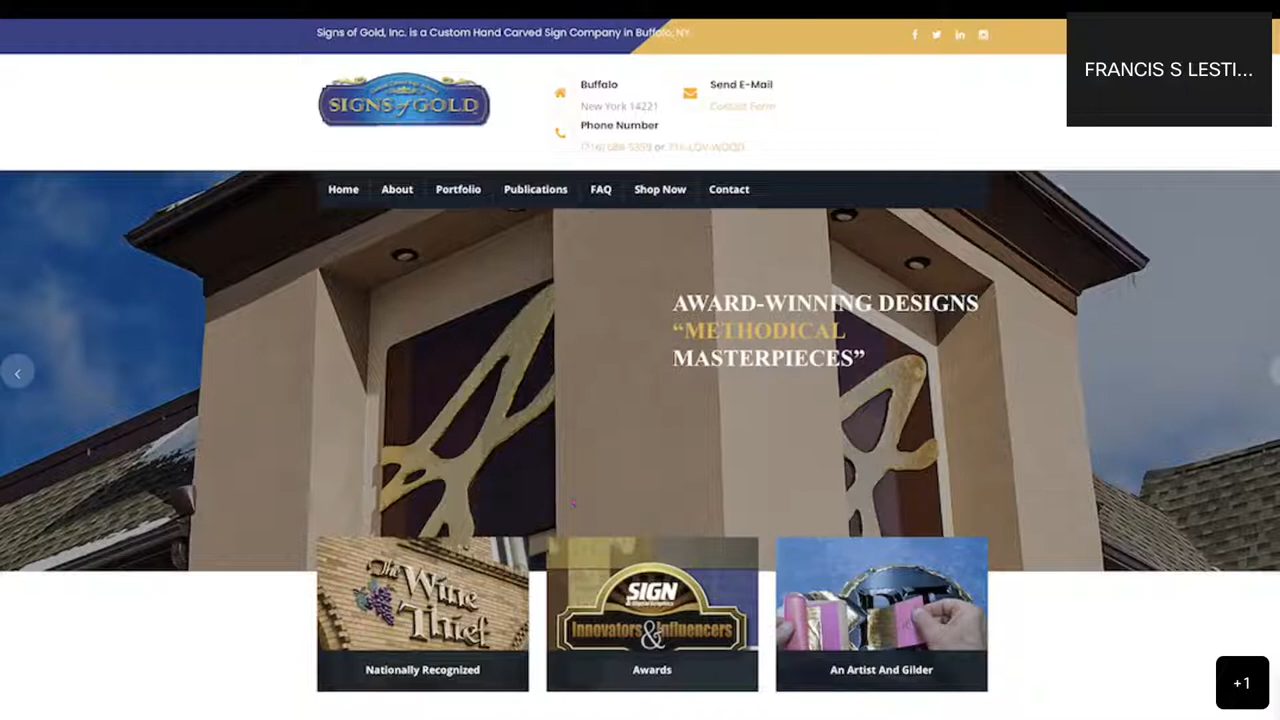 Signs of Gold, Inc. is a Custom Hand Carved Sign Company in Buffalo, NY
FRANCIS S LESTI...
SIGNS of GOLD
Buffalo
New York 14221
Send E-Mail
Contact Form
Phone Number
or
Home About Portfolio Publications FAQ Shop Now Contact
AWARD-WINNING DESIGNS
“METHODICAL
MASTERPIECES”
The Wine Thief
SIGN
Innovators & Influencers
Nationally Recognized
Awards
An Artist And Gilder
+1